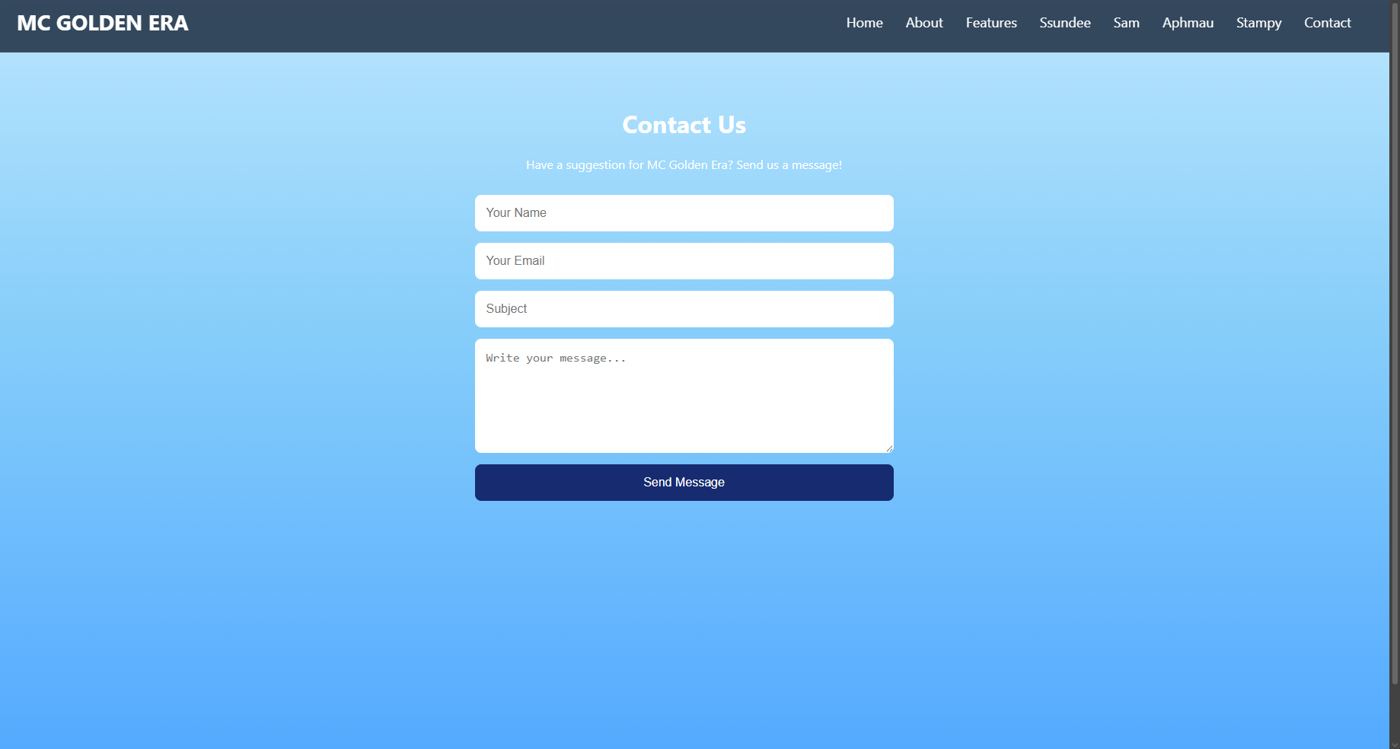 MC GOLDEN ERA
Home About Features Ssundee Sam Aphmau Stampy Contact
Contact Us
Have a suggestion for MC Golden Era? Send us a message!
Your Name
Your Email
Subject
Write your message...
Send Message